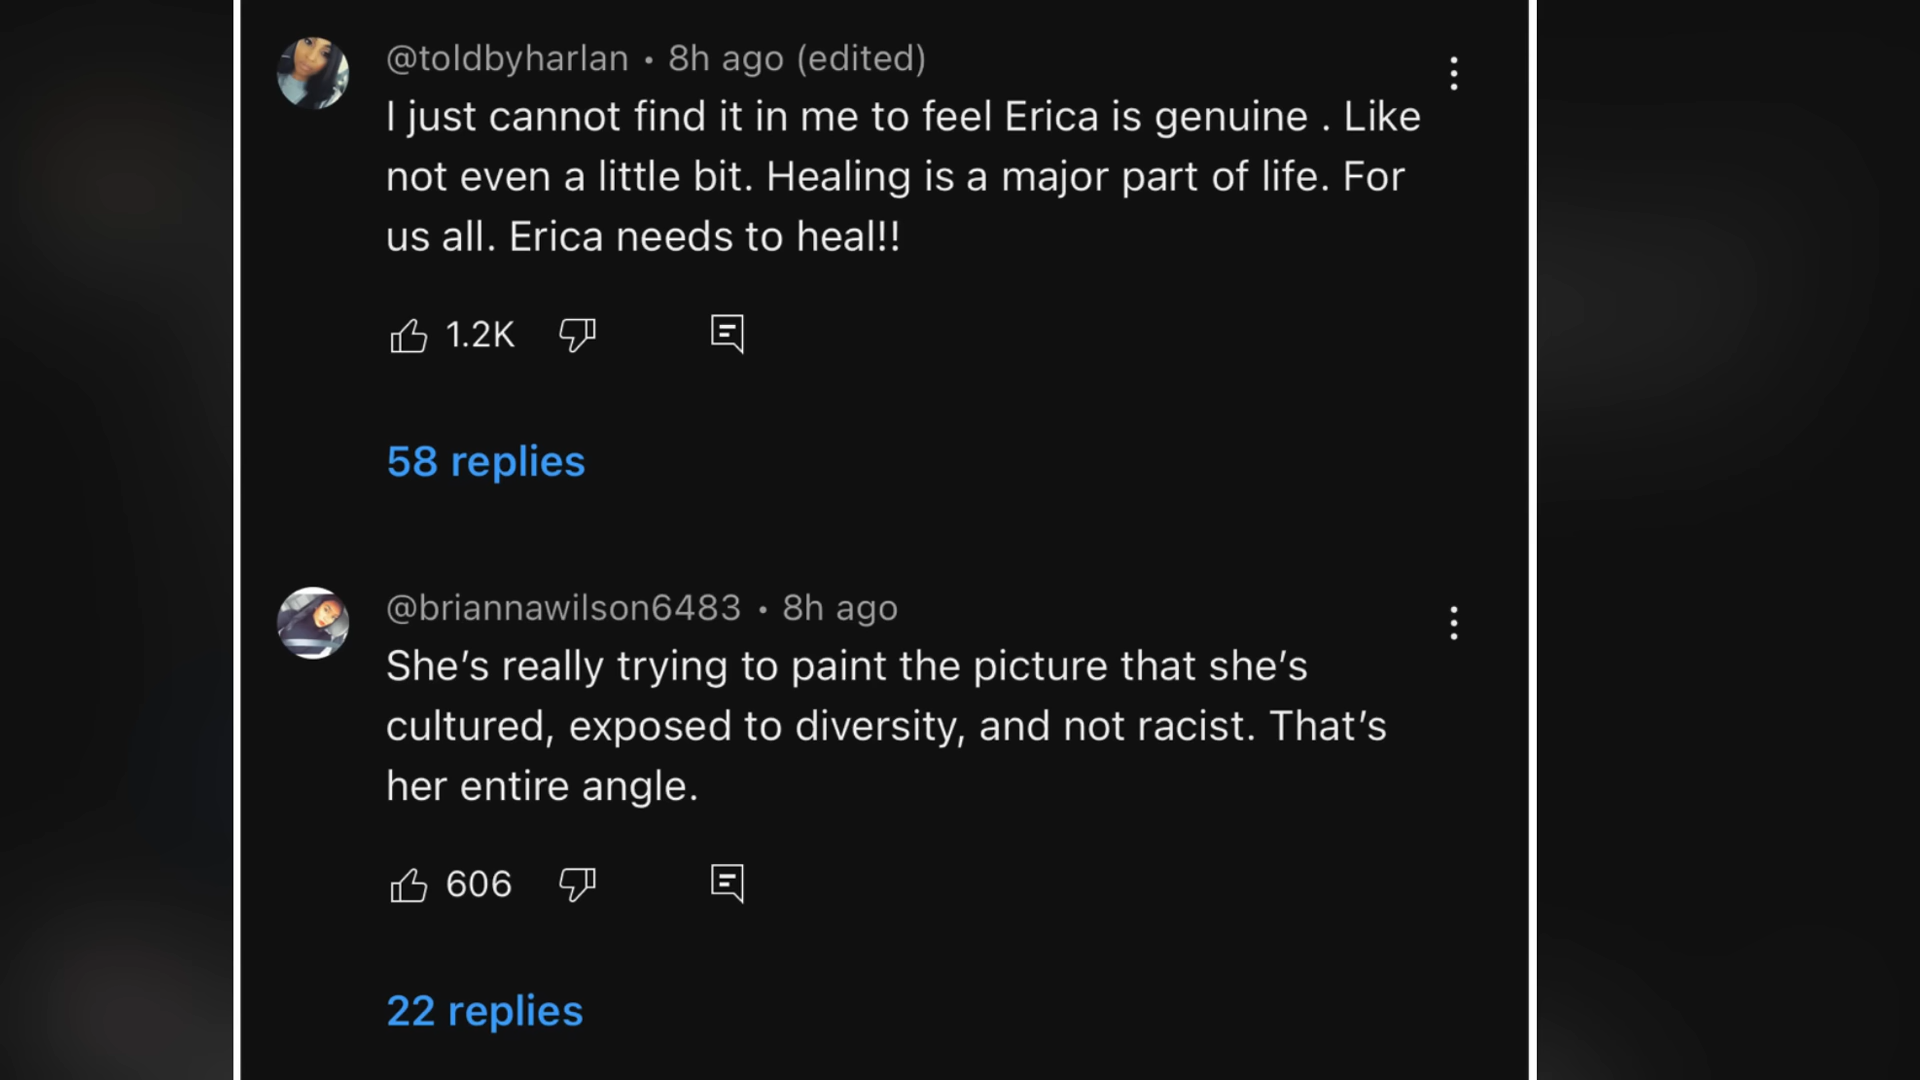 @toldbyharlan • 8h ago (edited)
I just cannot find it in me to feel Erica is genuine . Like
not even a little bit. Healing is a major part of life. For
us all. Erica needs to heal!!
1.2K
58 replies
@briannawilson6483 • 8h ago
She’s really trying to paint the picture that she’s
cultured, exposed to diversity, and not racist. That’s
her entire angle.
606
22 replies